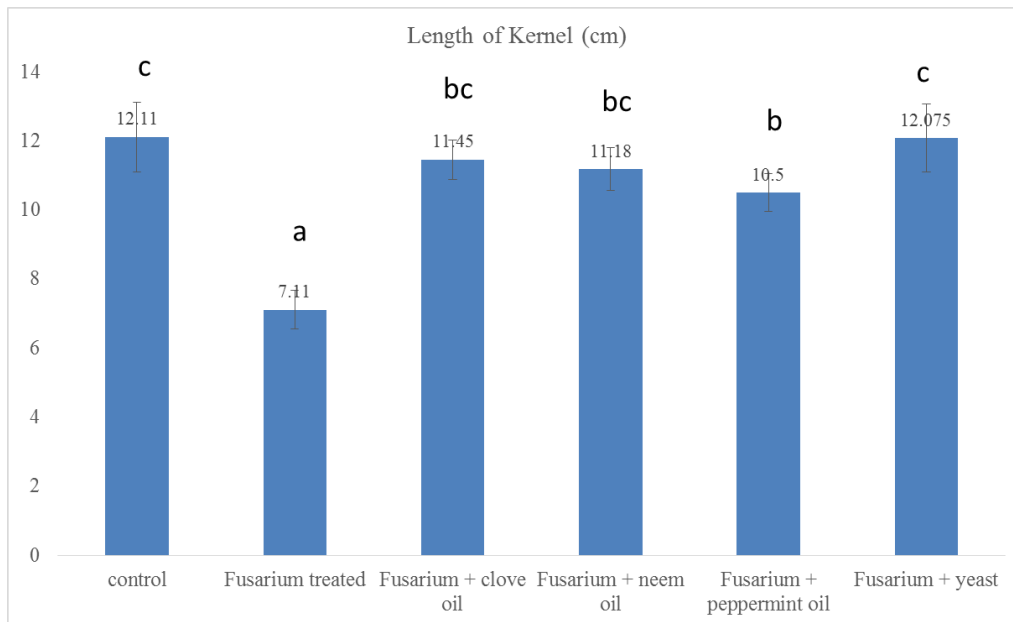 Length of Kernel (cm)
14
12
10
8
6
4
2
0
c
12.11
a
7.11
bc
11.45
bc
11.18
b
10.5
c
12.075
control
Fusarium treated
Fusarium + clove
oil
Fusarium + neem
oil
Fusarium +
peppermint oil
Fusarium + yeast